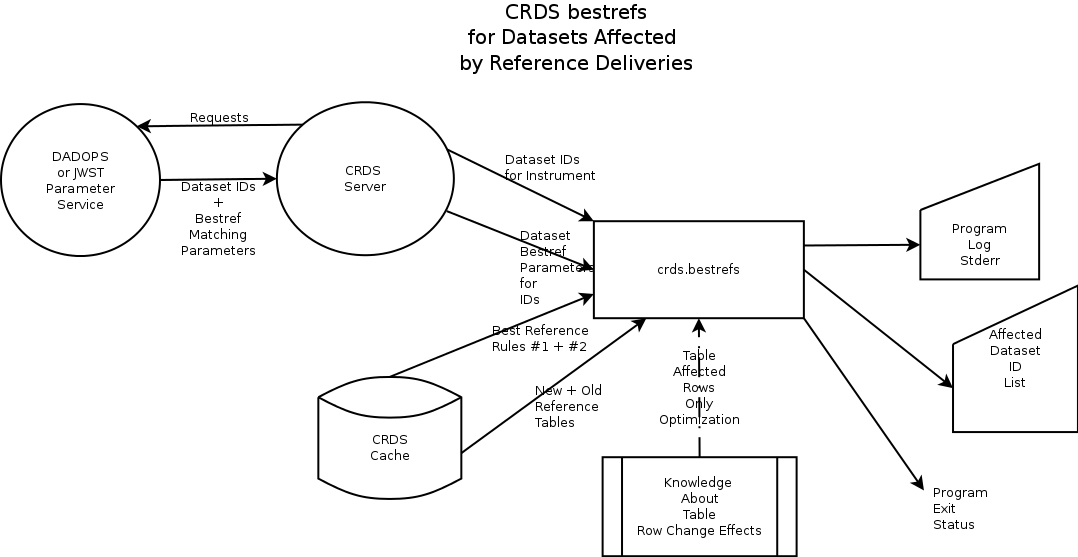 CRDS bestrefs
for Datasets Affected
by Reference Deliveries
Requests
DADOPS
or JWST
Parameter
Service
Dataset IDs
+
Bestref
Matching
Parameters
CRDS
Server
Dataset IDs
for Instrument
Dataset
Bestref
Parameters
for
IDs
crds.bestrefs
Program
Log
Stderr
Best Reference
Rules #1 + #2
Affected
Dataset
ID
List
New + Old
Reference
Tables
Table
Affected
Rows
Only
Optimization
CRDS
Cache
Knowledge
About
Table
Row Change Effects
Program
Exit
Status